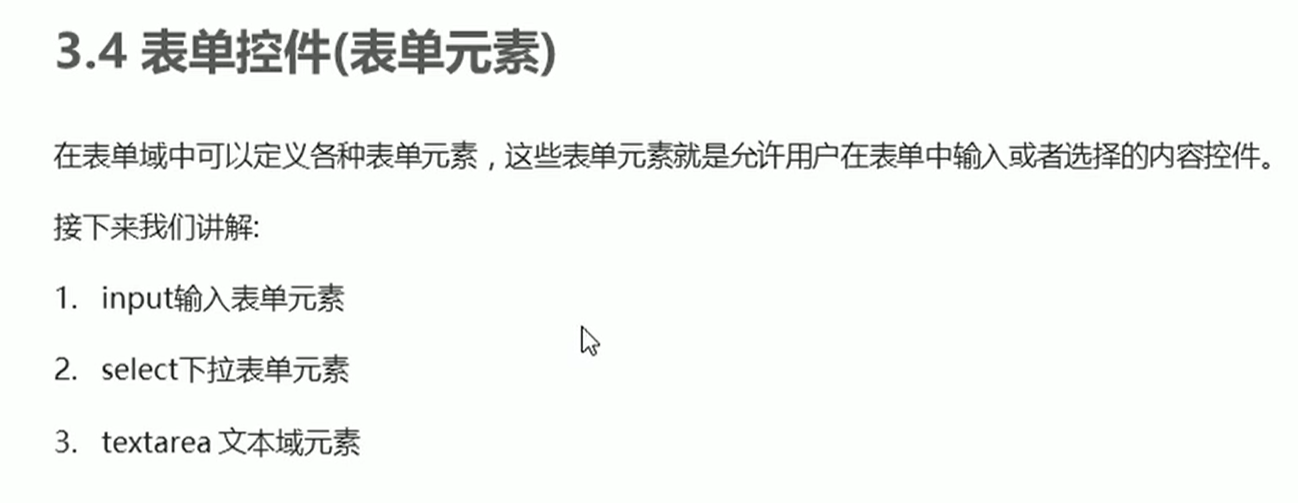 3.4 表单控件(表单元素)
在表单域中可以定义各种表单元素，这些表单元素就是允许用户在表单中输入或者选择的内容控件。
接下来我们讲解:
1. input输入表单元素
2. select下拉表单元素
3. textarea 文本域元素